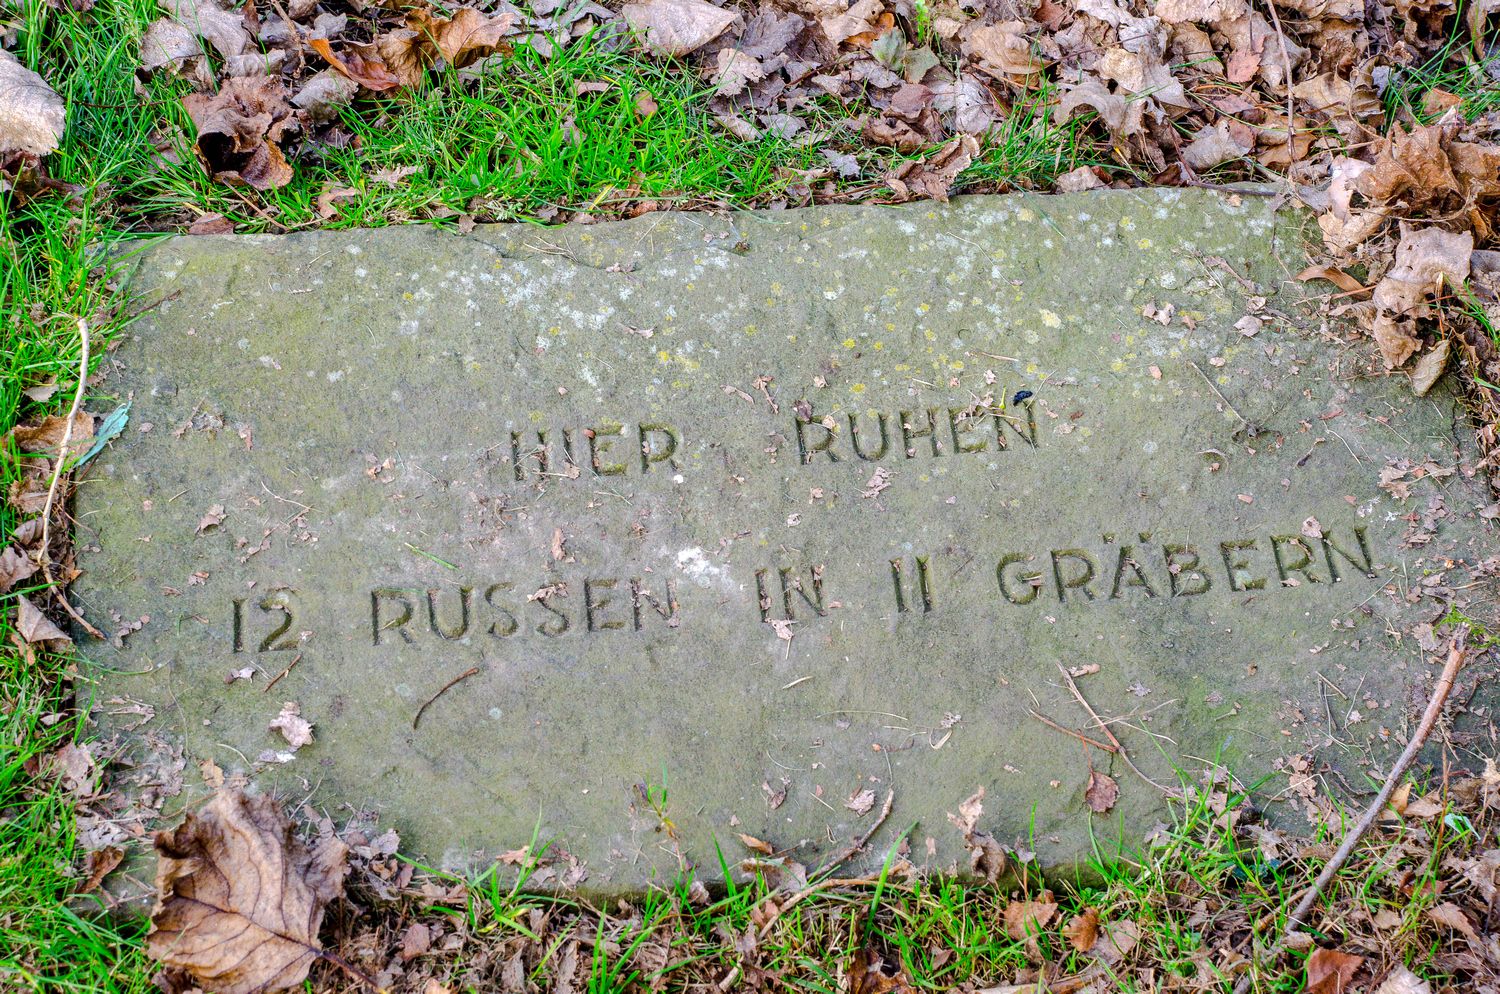 HIER RUHEN
12 RUSSEN IN 11 GRÄBERN